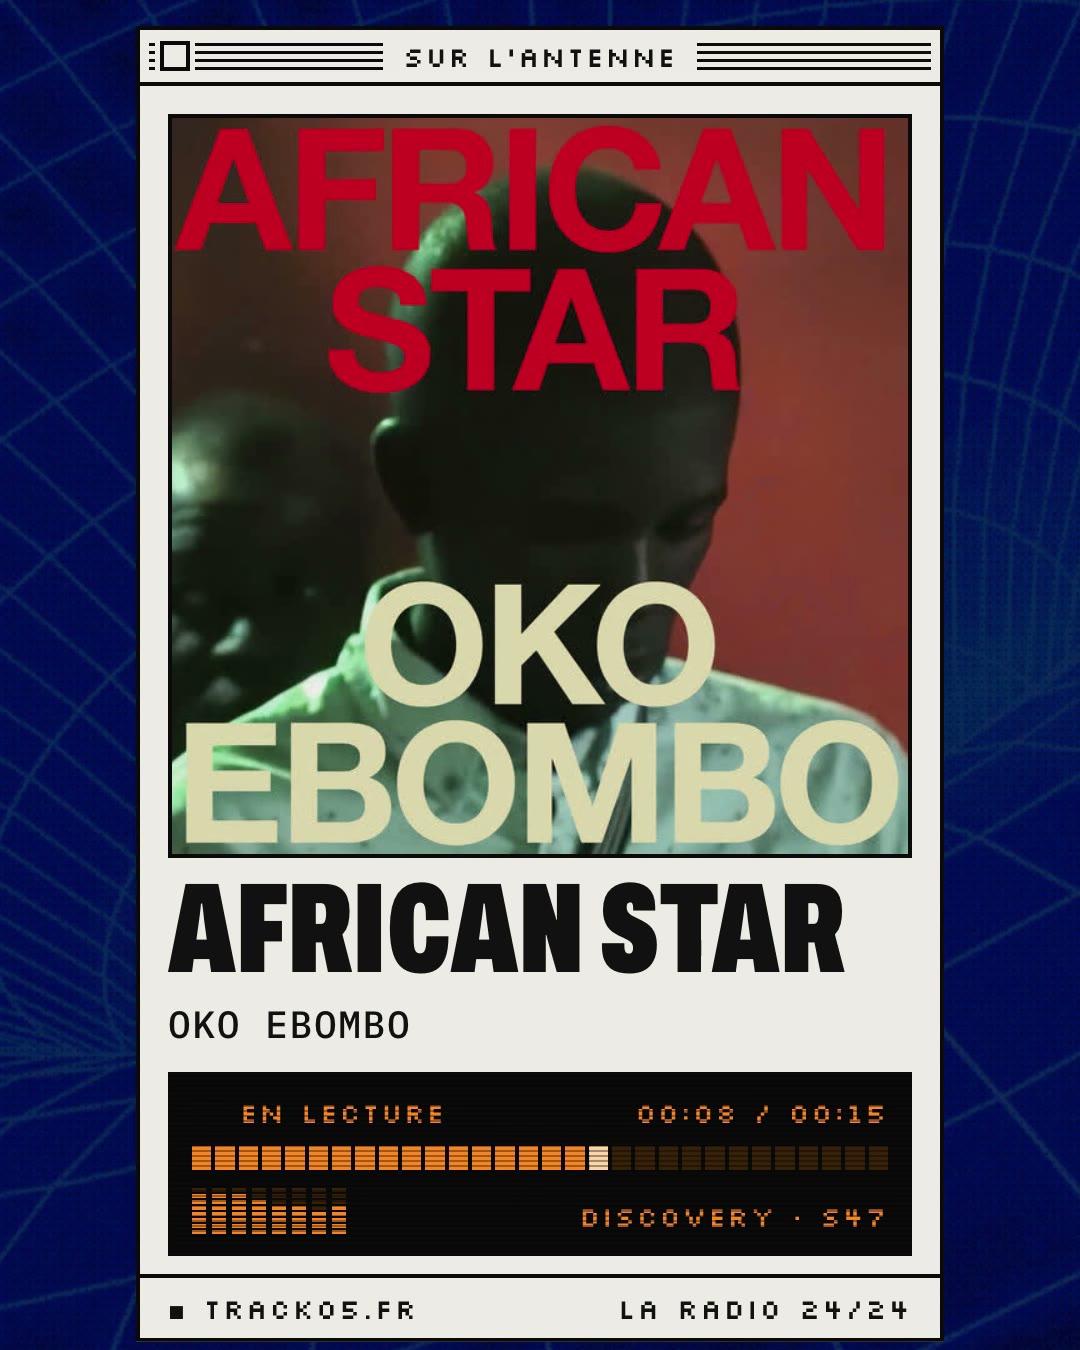 SUR L'ANTENNE
AFRICAN
STAR
OKO
EBOMBO
AFRICAN STAR
OKO EBOMBO
EN LECTURE 00:08 / 00:15
DISCOVERY · S47
■ TRACK05.FR LA RADIO 24/24